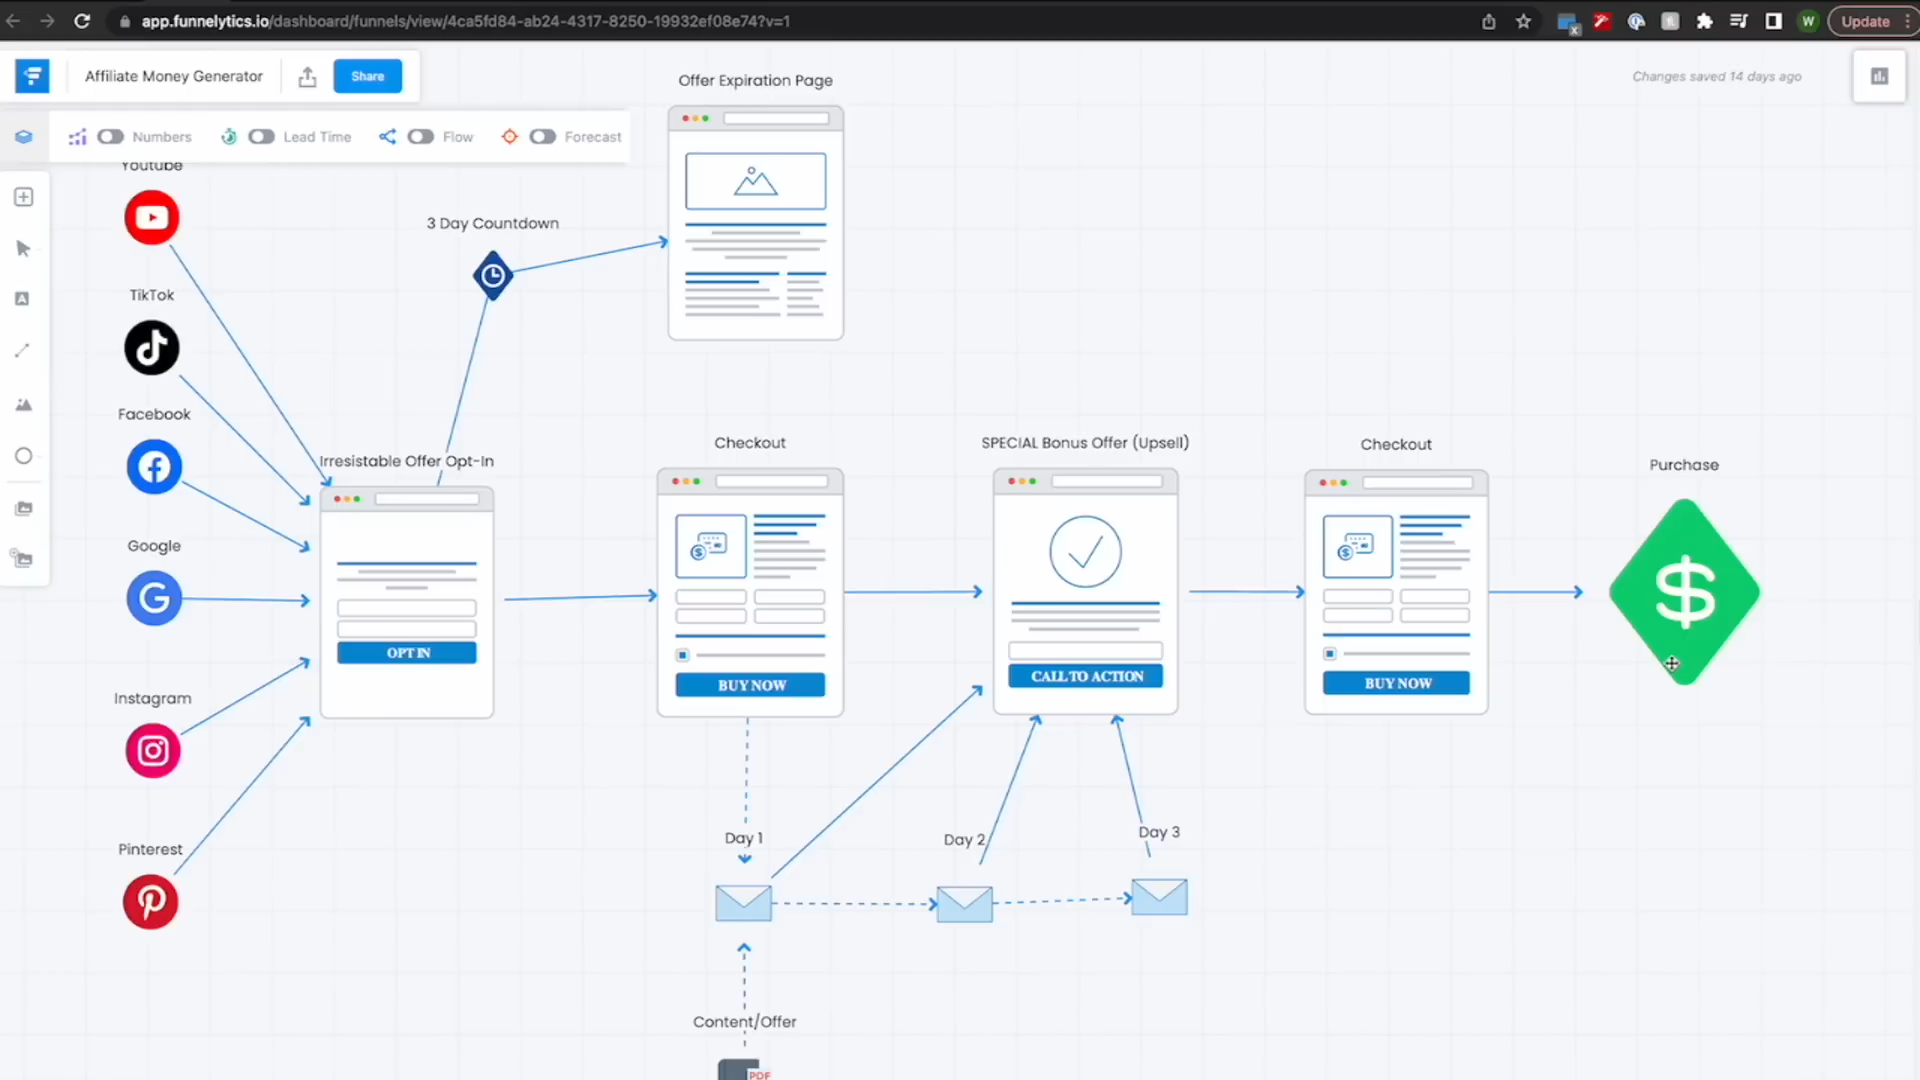 app.funnelytics.io/dashboard/funnels/view/4ca5fd84-ab24-4317-8250-19932ef08e74?v=1
W
Update
Affiliate Money Generator
Share
Changes saved 14 days ago
Numbers
Lead Time
Flow
Forecast
Offer Expiration Page
Youtube
3 Day Countdown
TikTok
Facebook
Irresistable Offer Opt-In
Checkout
SPECIAL Bonus Offer (Upsell)
Checkout
Purchase
Google
OPT IN
BUY NOW
CALL TO ACTION
BUY NOW
Instagram
Pinterest
Day 1
Day 2
Day 3
Content/Offer
PDF